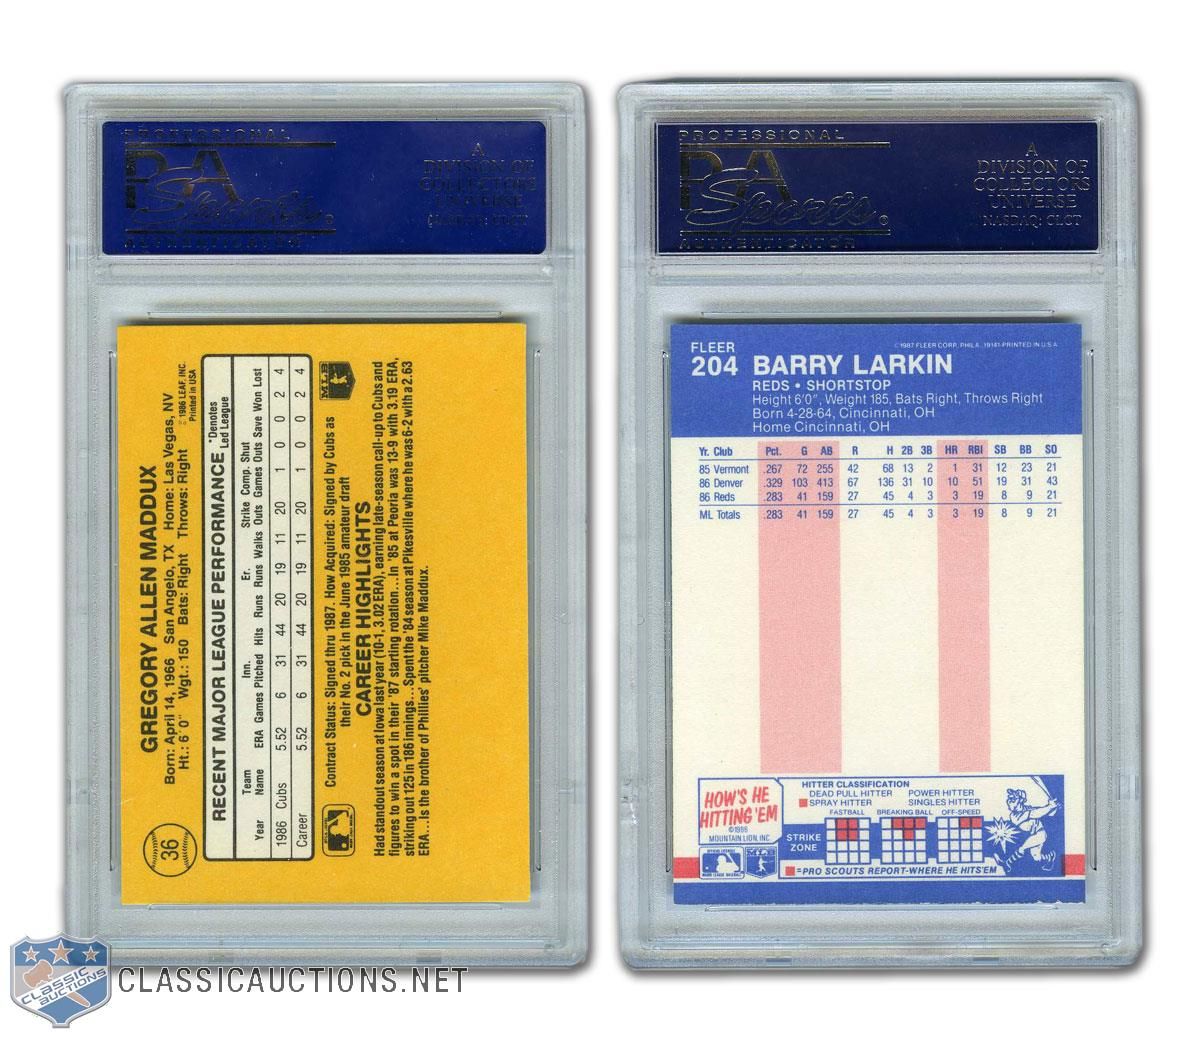 PROFESSIONAL
PSA
Sports
AUTHENTICATOR
A
DIVISION OF
COLLECTORS
UNIVERSE
NASDAQ: CLCT
36
GREGORY ALLEN MADDUX
Born: April 14, 1966 San Angelo, TX Home: Las Vegas, NV
Ht.: 6'0" Wgt.: 150 Bats: Right Throws: Right
© 1986 LEAF, INC.
Printed in USA
RECENT MAJOR LEAGUE PERFORMANCE
*Denotes
Led League
Team Inn. Er. Strike Comp. Shut
Year Name ERA Games Pitched Hits Runs Runs Walks Outs Games Outs Save Won Lost
1986 Cubs 5.52 6 31 44 20 19 11 20 1 0 0 2 4
Career 5.52 6 31 44 20 19 11 20 1 0 0 2 4
MLB
Contract Status: Signed thru 1987. How Acquired: Signed by Cubs as
their No. 2 pick in the June 1985 amateur draft
CAREER HIGHLIGHTS
Had standout season at Iowa last year (10-1, 3.02 ERA), earning late-season call-up to Cubs and
figures to win a spot in their '87 starting rotation...In '85 at Peoria was 13-9 with 3.19 ERA,
striking out 125 in 186 innings...Spent the '84 season at Pikesville where he was 6-2 with a 2.63
ERA...is the brother of Phillies' pitcher Mike Maddux.
PROFESSIONAL
PSA
Sports
AUTHENTICATOR
A
DIVISION OF
COLLECTORS
UNIVERSE
NASDAQ: CLCT
FLEER
©1987 FLEER CORP., PHILA., 19141-PRINTED IN U.S.A.
204 BARRY LARKIN
REDS • SHORTSTOP
Height 6'0", Weight 185, Bats Right, Throws Right
Born 4-28-64, Cincinnati, OH
Home Cincinnati, OH
Yr. Club Pct. G AB R H 2B 3B HR RBI SB BB SO
85 Vermont .267 72 255 42 68 13 2 1 31 12 23 21
86 Denver .329 103 413 67 136 31 10 10 51 19 31 43
86 Reds .283 41 159 27 45 4 3 3 19 8 9 21
ML Totals .283 41 159 27 45 4 3 3 19 8 9 21
HOW'S HE
HITTING 'EM
©1986
MOUNTAIN LION, INC
HITTER CLASSIFICATION
DEAD PULL HITTER POWER HITTER
SPRAY HITTER SINGLES HITTER
FASTBALL BREAKING BALL OFF-SPEED
STRIKE
ZONE
=PRO SCOUTS REPORT-WHERE HE HITS'EM
MLB
CLASSIC
AUCTIONS
CLASSICAUCTIONS.NET